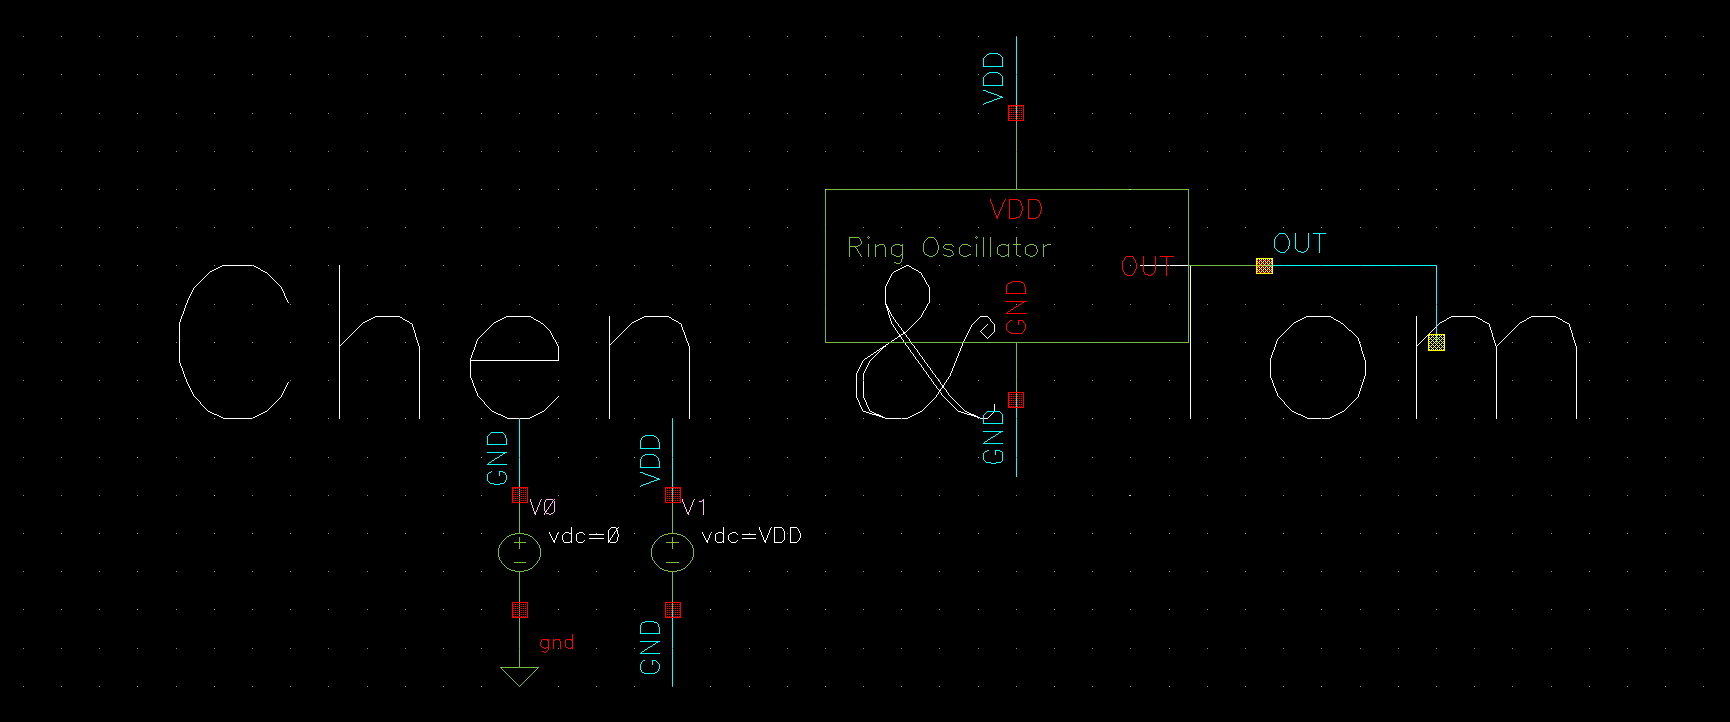 VDD
VDD
Ring Oscillator
OUT
OUT
GND
Chen & Tom
GND
GND
VDD
V0
V1
vdc=0
vdc=VDD
gnd
GND